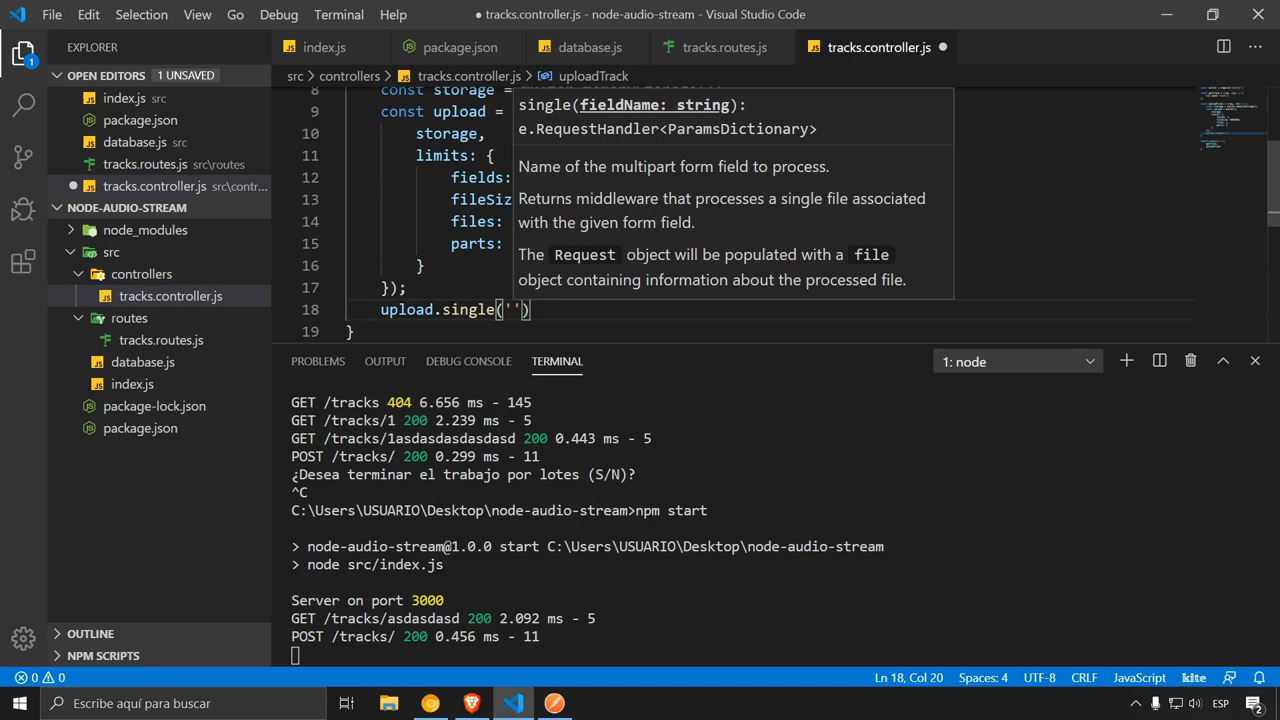 File Edit Selection View Go Debug Terminal Help
● tracks.controller.js - node-audio-stream - Visual Studio Code
EXPLORER
OPEN EDITORS 1 UNSAVED
index.js src
package.json
database.js src
tracks.routes.js src\routes
tracks.controller.js src\contr...
NODE-AUDIO-STREAM
node_modules
src
controllers
tracks.controller.js
routes
tracks.routes.js
database.js
index.js
package-lock.json
package.json
OUTLINE
NPM SCRIPTS
index.js package.json database.js tracks.routes.js tracks.controller.js
src > controllers > tracks.controller.js > uploadTrack
8 const storage =
9 const upload =
10 storage,
11 limits: {
12 fields:
13 fileSiz
14 files:
15 parts:
16 }
17 });
18 upload.single('')
19 }
single(fieldName: string):
e.RequestHandler<ParamsDictionary>
Name of the multipart form field to process.
Returns middleware that processes a single file associated
with the given form field.
The Request object will be populated with a file
object containing information about the processed file.
PROBLEMS OUTPUT DEBUG CONSOLE TERMINAL
1: node
GET /tracks 404 6.656 ms - 145
GET /tracks/1 200 2.239 ms - 5
GET /tracks/1asdasdasdasdasd 200 0.443 ms - 5
POST /tracks/ 200 0.299 ms - 11
¿Desea terminar el trabajo por lotes (S/N)?
^C
C:\Users\USUARIO\Desktop\node-audio-stream>npm start
> node-audio-stream@1.0.0 start C:\Users\USUARIO\Desktop\node-audio-stream
> node src/index.js
Server on port 3000
GET /tracks/asdasdasd 200 2.092 ms - 5
POST /tracks/ 200 0.456 ms - 11
0 0
Ln 18, Col 20 Spaces: 4 UTF-8 CRLF JavaScript kite
Escribe aquí para buscar
ESP
2